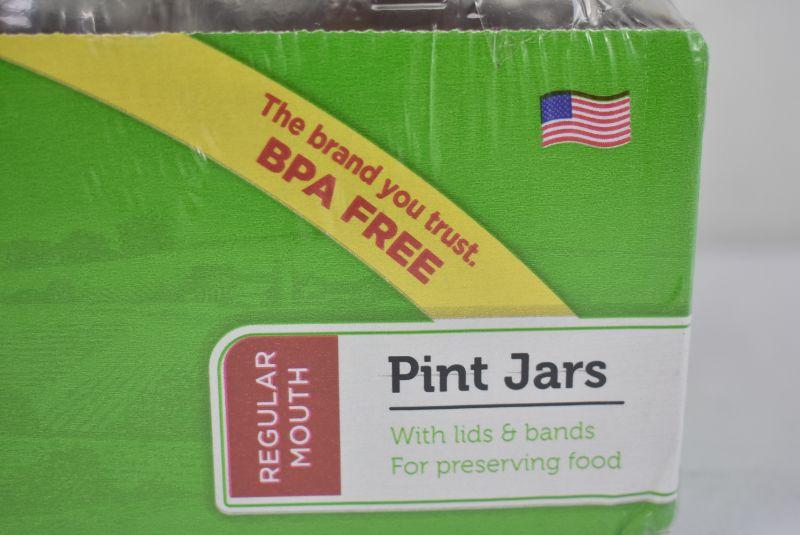 The brand you trust.
BPA FREE
REGULAR
MOUTH
Pint Jars
With lids & bands
For preserving food